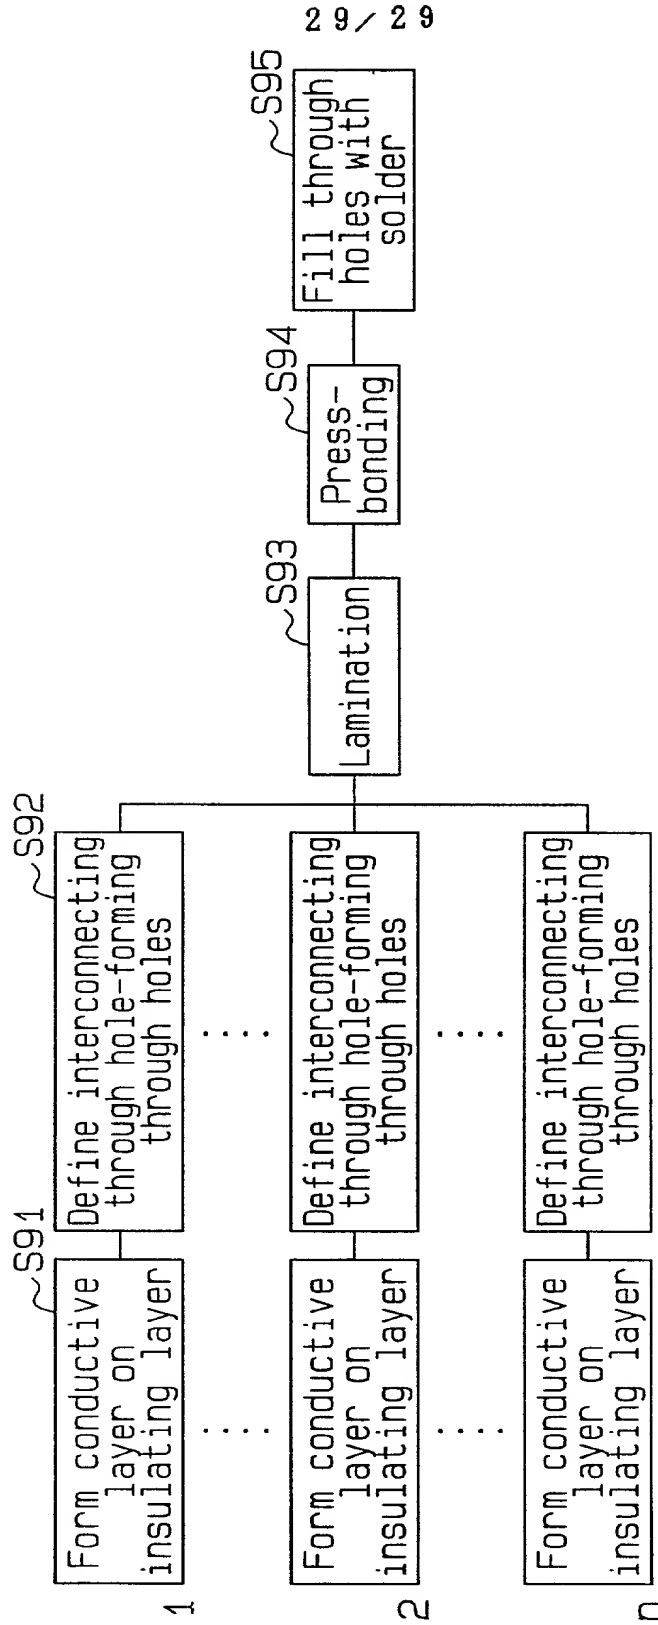 29/29
S91
Form conductive
layer on
insulating layer
S92
Define interconnecting
through hole-forming
through holes
1
Form conductive
layer on
insulating layer
Define interconnecting
through hole-forming
through holes
2
Form conductive
layer on
insulating layer
Define interconnecting
through hole-forming
through holes
n
S93
Lamination
S94
Press-
bonding
S95
Fill through
holes with
solder